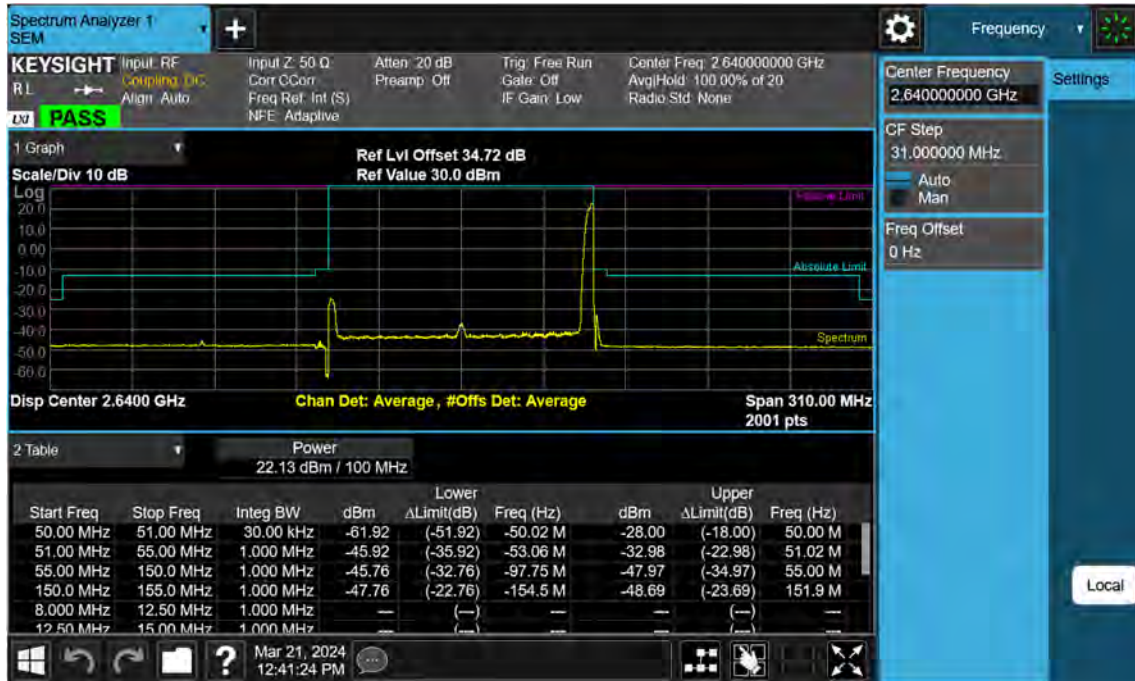 Spectrum Analyzer 1
SEM
Frequency
KEYSIGHT
RL
LXI
PASS
Input: RF
Coupling: DC
Align: Auto
Input Z: 50 Ω
Corr CCorr
Freq Ref: Int (S)
NFE: Adaptive
Atten: 20 dB
Preamp: Off
Trig: Free Run
Gate: Off
IF Gain: Low
Center Freq: 2.640000000 GHz
Avg|Hold: 100.00% of 20
Radio Std: None
Center Frequency
2.640000000 GHz
Settings
CF Step
31.000000 MHz
Auto
Man
Freq Offset
0 Hz
1 Graph
Scale/Div 10 dB
Ref Lvl Offset 34.72 dB
Ref Value 30.0 dBm
Log
20.0
10.0
0.00
-10.0
-20.0
-30.0
-40.0
-50.0
-60.0
Relative Limit
Absolute Limit
Spectrum
Disp Center 2.6400 GHz
Chan Det: Average, #Offs Det: Average
Span 310.00 MHz
2001 pts
2 Table
Power
22.13 dBm / 100 MHz
Lower Upper
Start Freq Stop Freq Integ BW dBm ΔLimit(dB) Freq (Hz) dBm ΔLimit(dB) Freq (Hz)
50.00 MHz 51.00 MHz 30.00 kHz -61.92 (-51.92) -50.02 M -28.00 (-18.00) 50.00 M
51.00 MHz 55.00 MHz 1.000 MHz -45.92 (-35.92) -53.06 M -32.98 (-22.98) 51.02 M
55.00 MHz 150.0 MHz 1.000 MHz -45.76 (-32.76) -97.75 M -47.97 (-34.97) 55.00 M
150.0 MHz 155.0 MHz 1.000 MHz -47.76 (-22.76) -154.5 M -48.69 (-23.69) 151.9 M
8.000 MHz 12.50 MHz 1.000 MHz --- (---) --- --- (---) ---
12.50 MHz 15.00 MHz 1.000 MHz --- (---) --- --- (---) ---
Local
?
Mar 21, 2024
12:41:24 PM